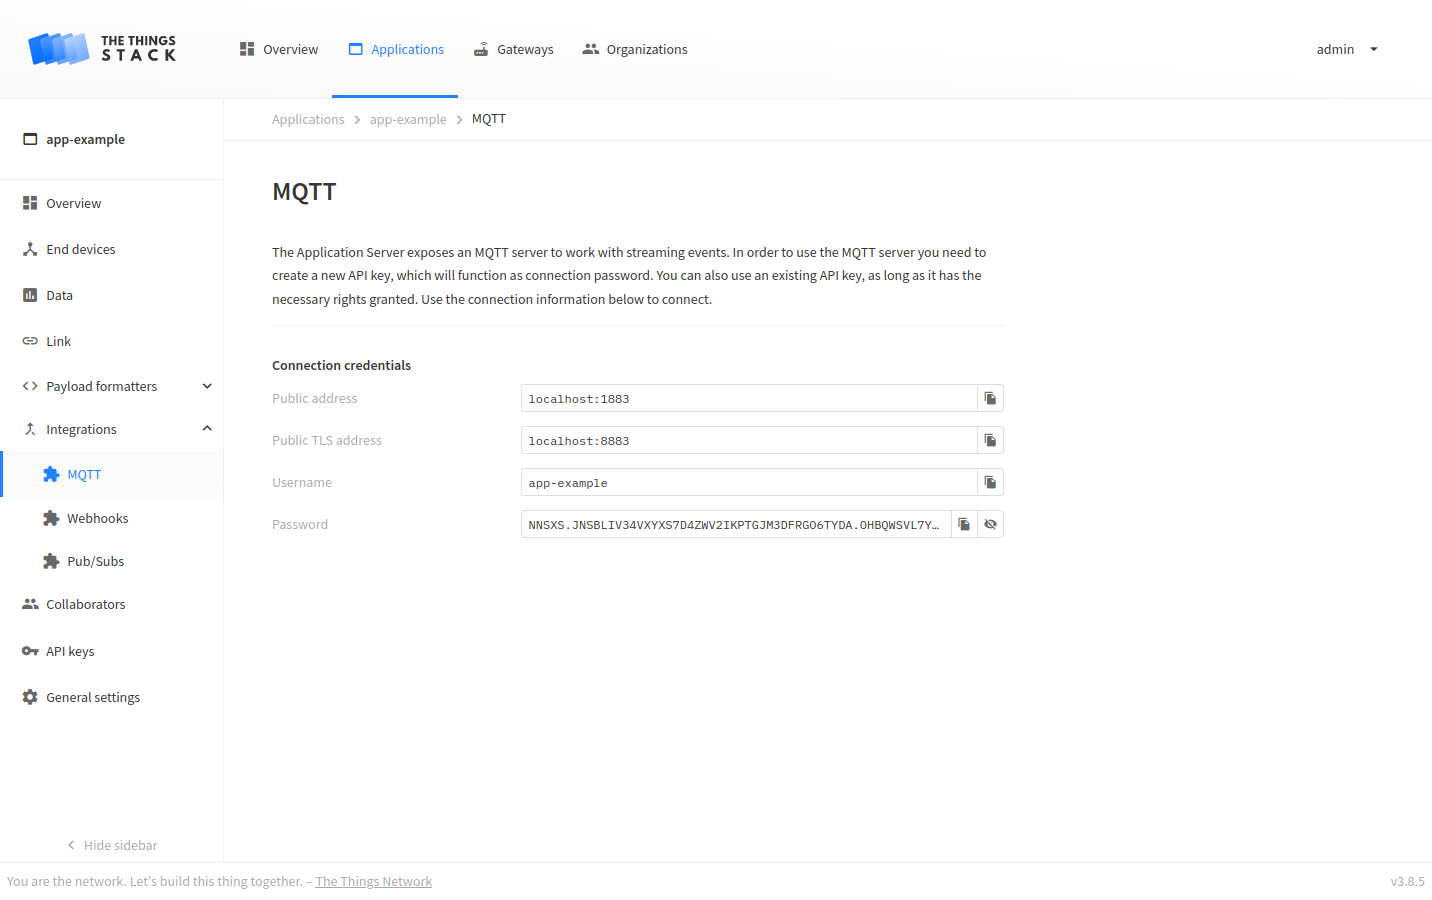 THE THINGS
STACK
Overview
Applications
Gateways
Organizations
admin
app-example
Overview
End devices
Data
Link
Payload formatters
Integrations
MQTT
Webhooks
Pub/Subs
Collaborators
API keys
General settings
Hide sidebar
Applications > app-example > MQTT
MQTT
The Application Server exposes an MQTT server to work with streaming events. In order to use the MQTT server you need to
create a new API key, which will function as connection password. You can also use an existing API key, as long as it has the
necessary rights granted. Use the connection information below to connect.
Connection credentials
Public address
localhost:1883
Public TLS address
localhost:8883
Username
app-example
Password
NNSXS.JNSBLIV34VXYXS7D4ZWV2IKPTGJM3DFRGO6TYDA.OHBQWSVL7Y…
You are the network. Let's build this thing together. – The Things Network
v3.8.5